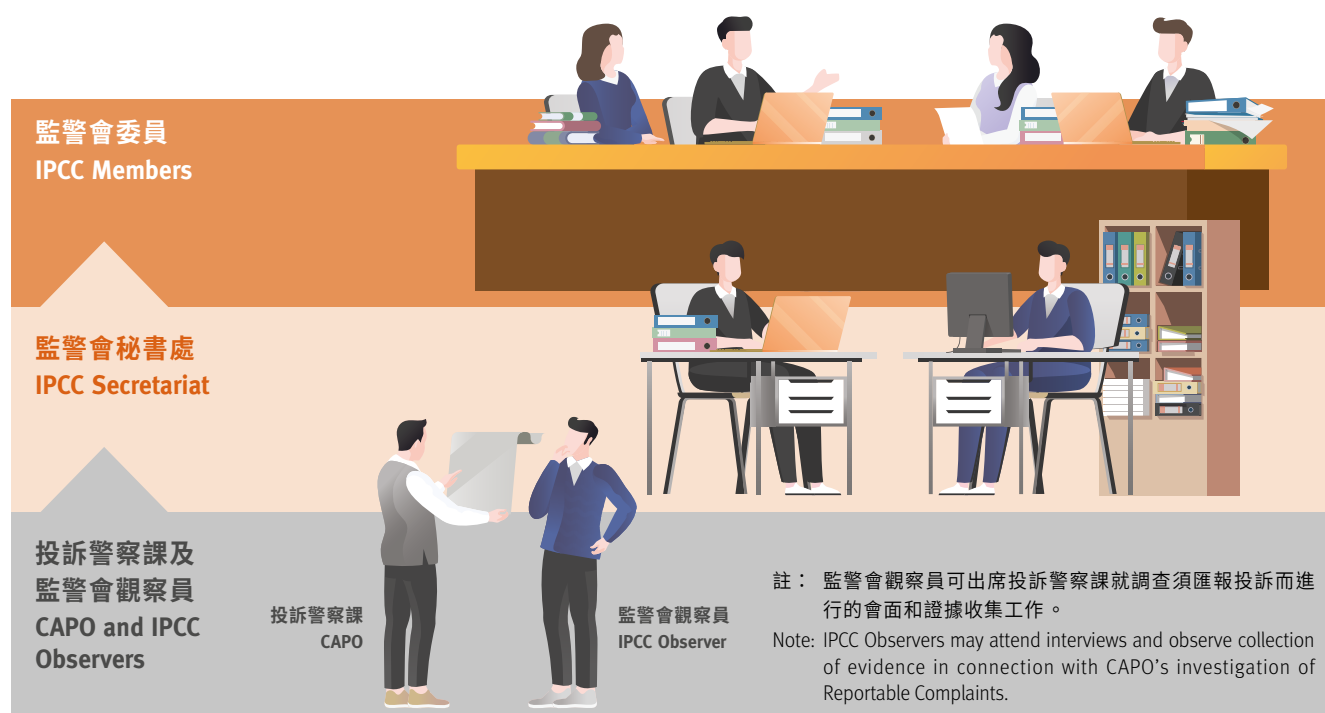 監警會委員
IPCC Members
監警會秘書處
IPCC Secretariat
投訴警察課及
監警會觀察員
CAPO and IPCC
Observers
投訴警察課
CAPO
監警會觀察員
IPCC Observer
註： 監警會觀察員可出席投訴警察課就調查須匯報投訴而進
行的會面和證據收集工作。
Note: IPCC Observers may attend interviews and observe collection
of evidence in connection with CAPO’s investigation of
Reportable Complaints.